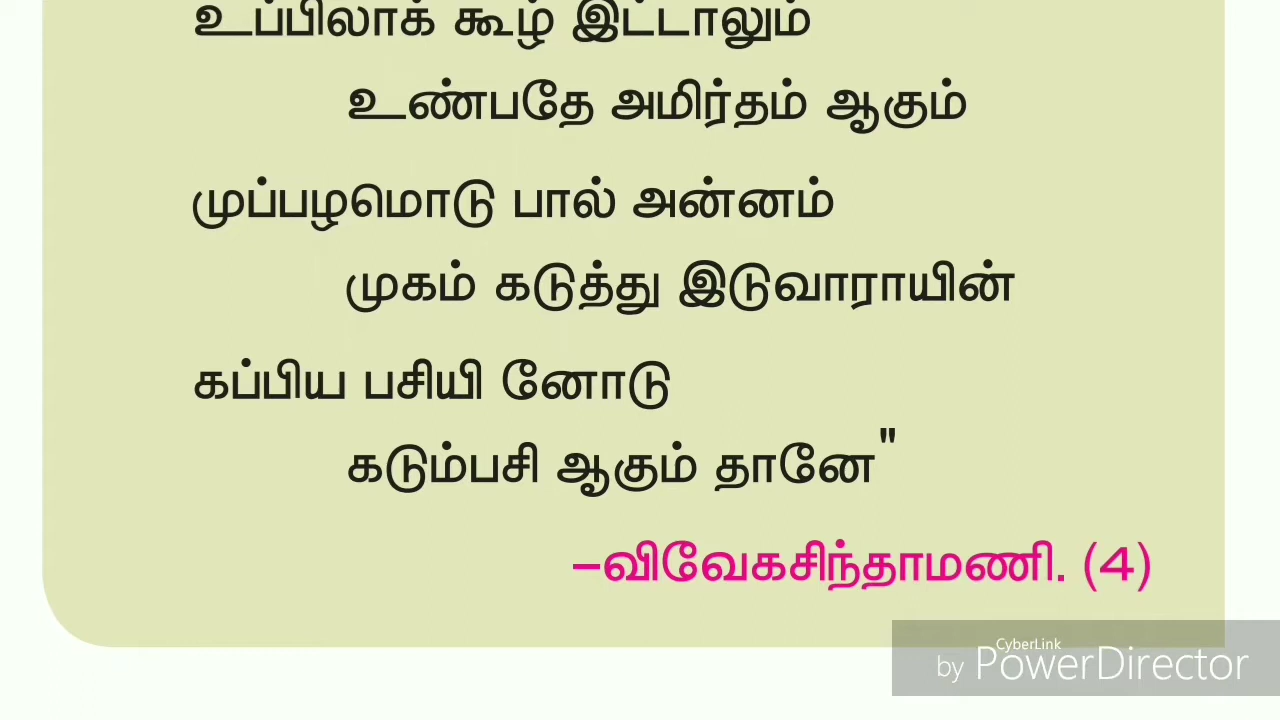 உப்பிலாக் கூழ் இட்டாலும்
உண்பதே அமிர்தம் ஆகும்
முப்பழமொடு பால் அன்னம்
முகம் கடுத்து இடுவாராயின்
கப்பிய பசியி னோடு
கடும்பசி ஆகும் தானே"
–விவேகசிந்தாமணி. (4)
CyberLink
by PowerDirector